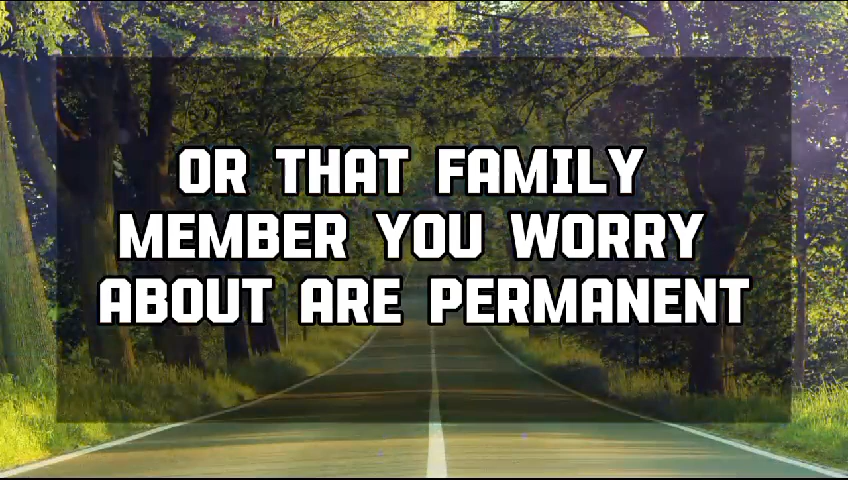 OR THAT FAMILY
MEMBER YOU WORRY
ABOUT ARE PERMANENT